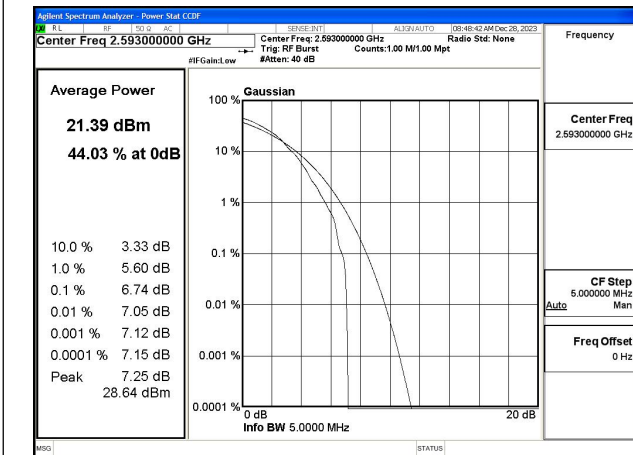 Agilent Spectrum Analyzer - Power Stat CCDF
RL RF 50 Ω AC SENSE:INT ALIGN AUTO 08:48:42 AM Dec 28, 2023
Center Freq 2.593000000 GHz
Center Freq: 2.593000000 GHz Radio Std: None
Trig: RF Burst Counts:1.00 M/1.00 Mpt
#IFGain:Low #Atten: 40 dB
Average Power
21.39 dBm
44.03 % at 0dB
10.0 % 3.33 dB
1.0 % 5.60 dB
0.1 % 6.74 dB
0.01 % 7.05 dB
0.001 % 7.12 dB
0.0001 % 7.15 dB
Peak 7.25 dB
28.64 dBm
Gaussian
100 %
10 %
1 %
0.1 %
0.01 %
0.001 %
0.0001 %
0 dB 20 dB
Info BW 5.0000 MHz
Frequency
Center Freq
2.593000000 GHz
CF Step
5.000000 MHz
Auto Man
Freq Offset
0 Hz
MSG STATUS